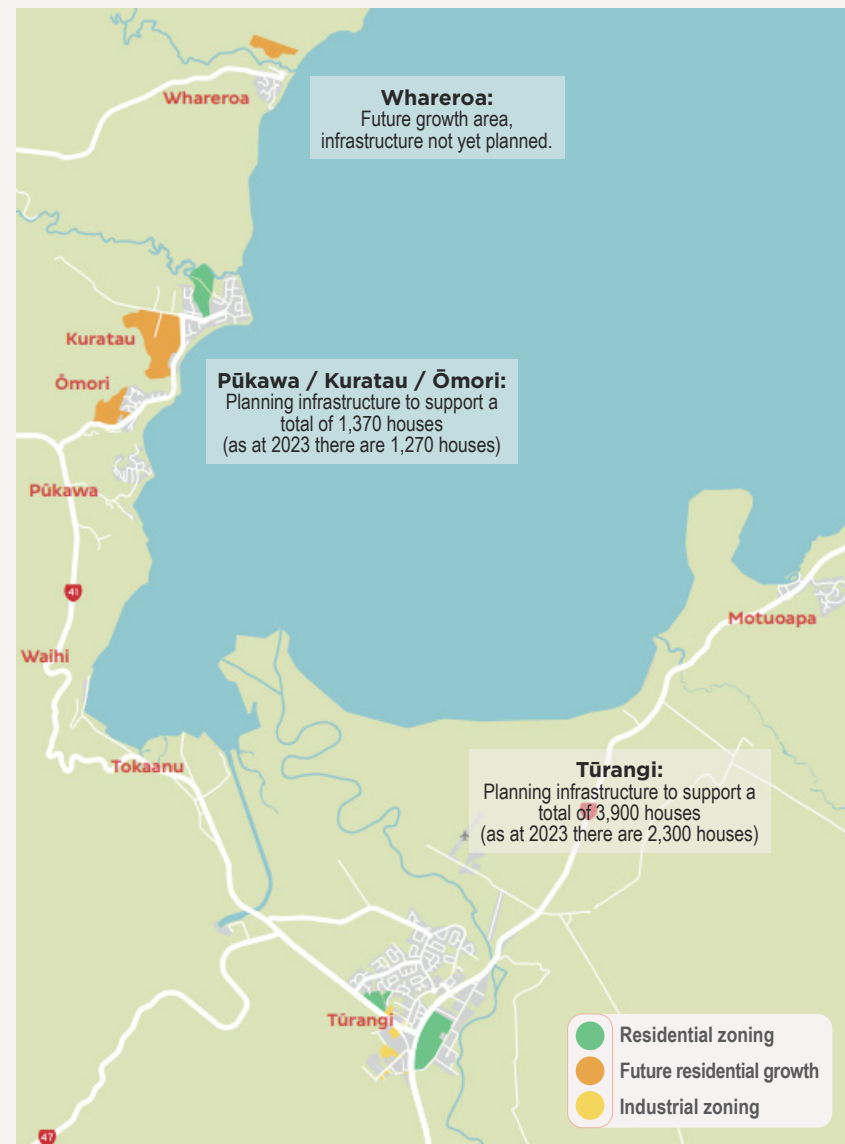 Whareroa
Whareroa:
Future growth area,
infrastructure not yet planned.
Kuratau
Ōmori
Pūkawa / Kuratau / Ōmori:
Planning infrastructure to support a
total of 1,370 houses
(as at 2023 there are 1,270 houses)
Pūkawa
41
Motuoapa
Waihi
Tokaanu
Tūrangi:
Planning infrastructure to support a
total of 3,900 houses
(as at 2023 there are 2,300 houses)
Tūrangi
Residential zoning
Future residential growth
Industrial zoning
47